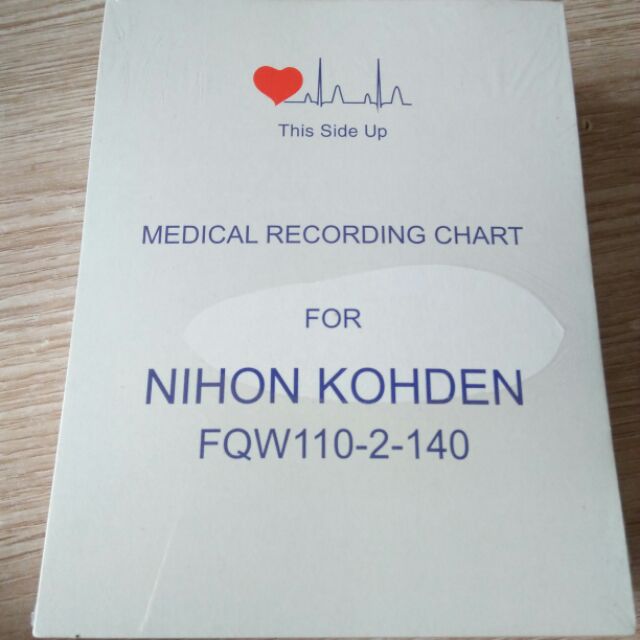 This Side Up
MEDICAL RECORDING CHART
FOR
NIHON KOHDEN
FQW110-2-140